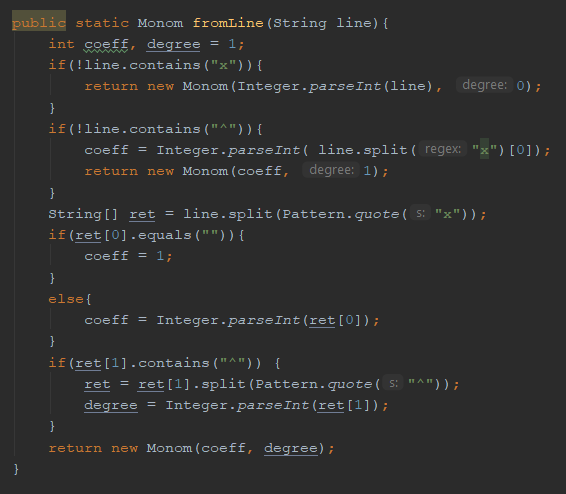 public static Monom fromLine(String line){
    int coeff, degree = 1;
    if(!line.contains("x")){
        return new Monom(Integer.parseInt(line), degree: 0);
    }
    if(!line.contains("^")){
        coeff = Integer.parseInt( line.split( regex: "x")[0]);
        return new Monom(coeff, degree: 1);
    }
    String[] ret = line.split(Pattern.quote( s: "x"));
    if(ret[0].equals("")){
        coeff = 1;
    }
    else{
        coeff = Integer.parseInt(ret[0]);
    }
    if(ret[1].contains("^")) {
        ret = ret[1].split(Pattern.quote( s: "^"));
        degree = Integer.parseInt(ret[1]);
    }
    return new Monom(coeff, degree);
}